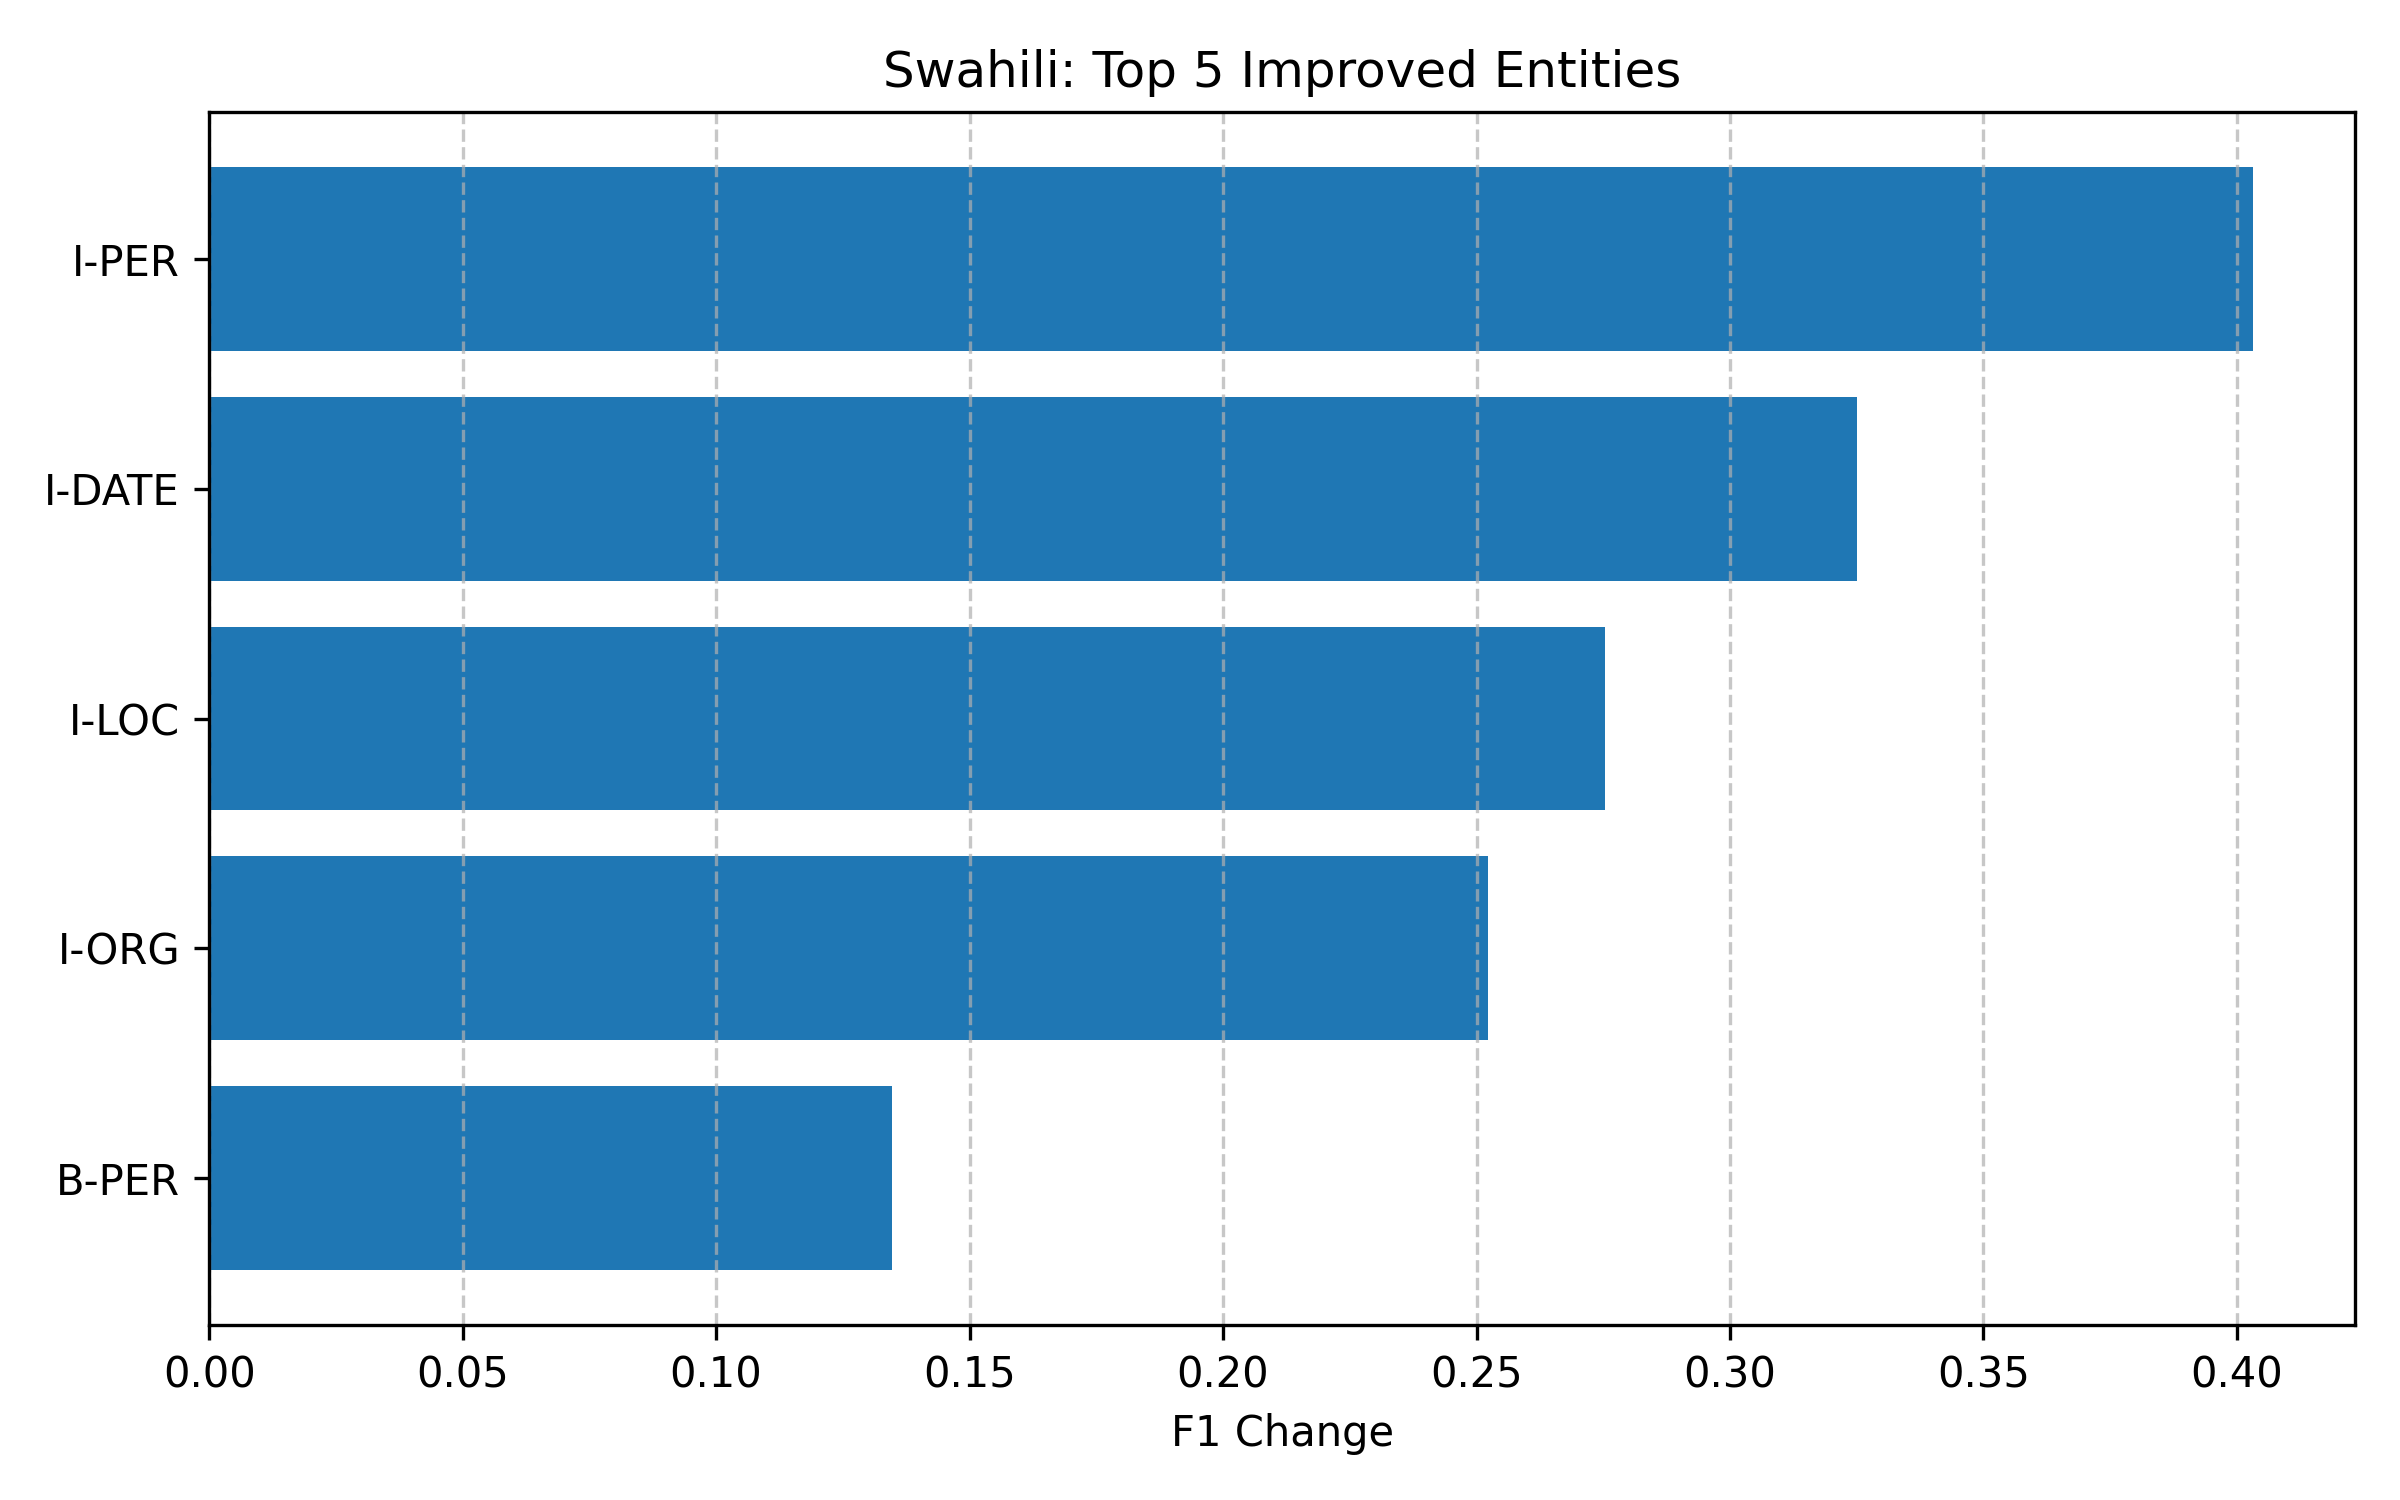 Swahili: Top 5 Improved Entities
I-PER
I-DATE
I-LOC
I-ORG
B-PER
0.00 0.05 0.10 0.15 0.20 0.25 0.30 0.35 0.40
F1 Change